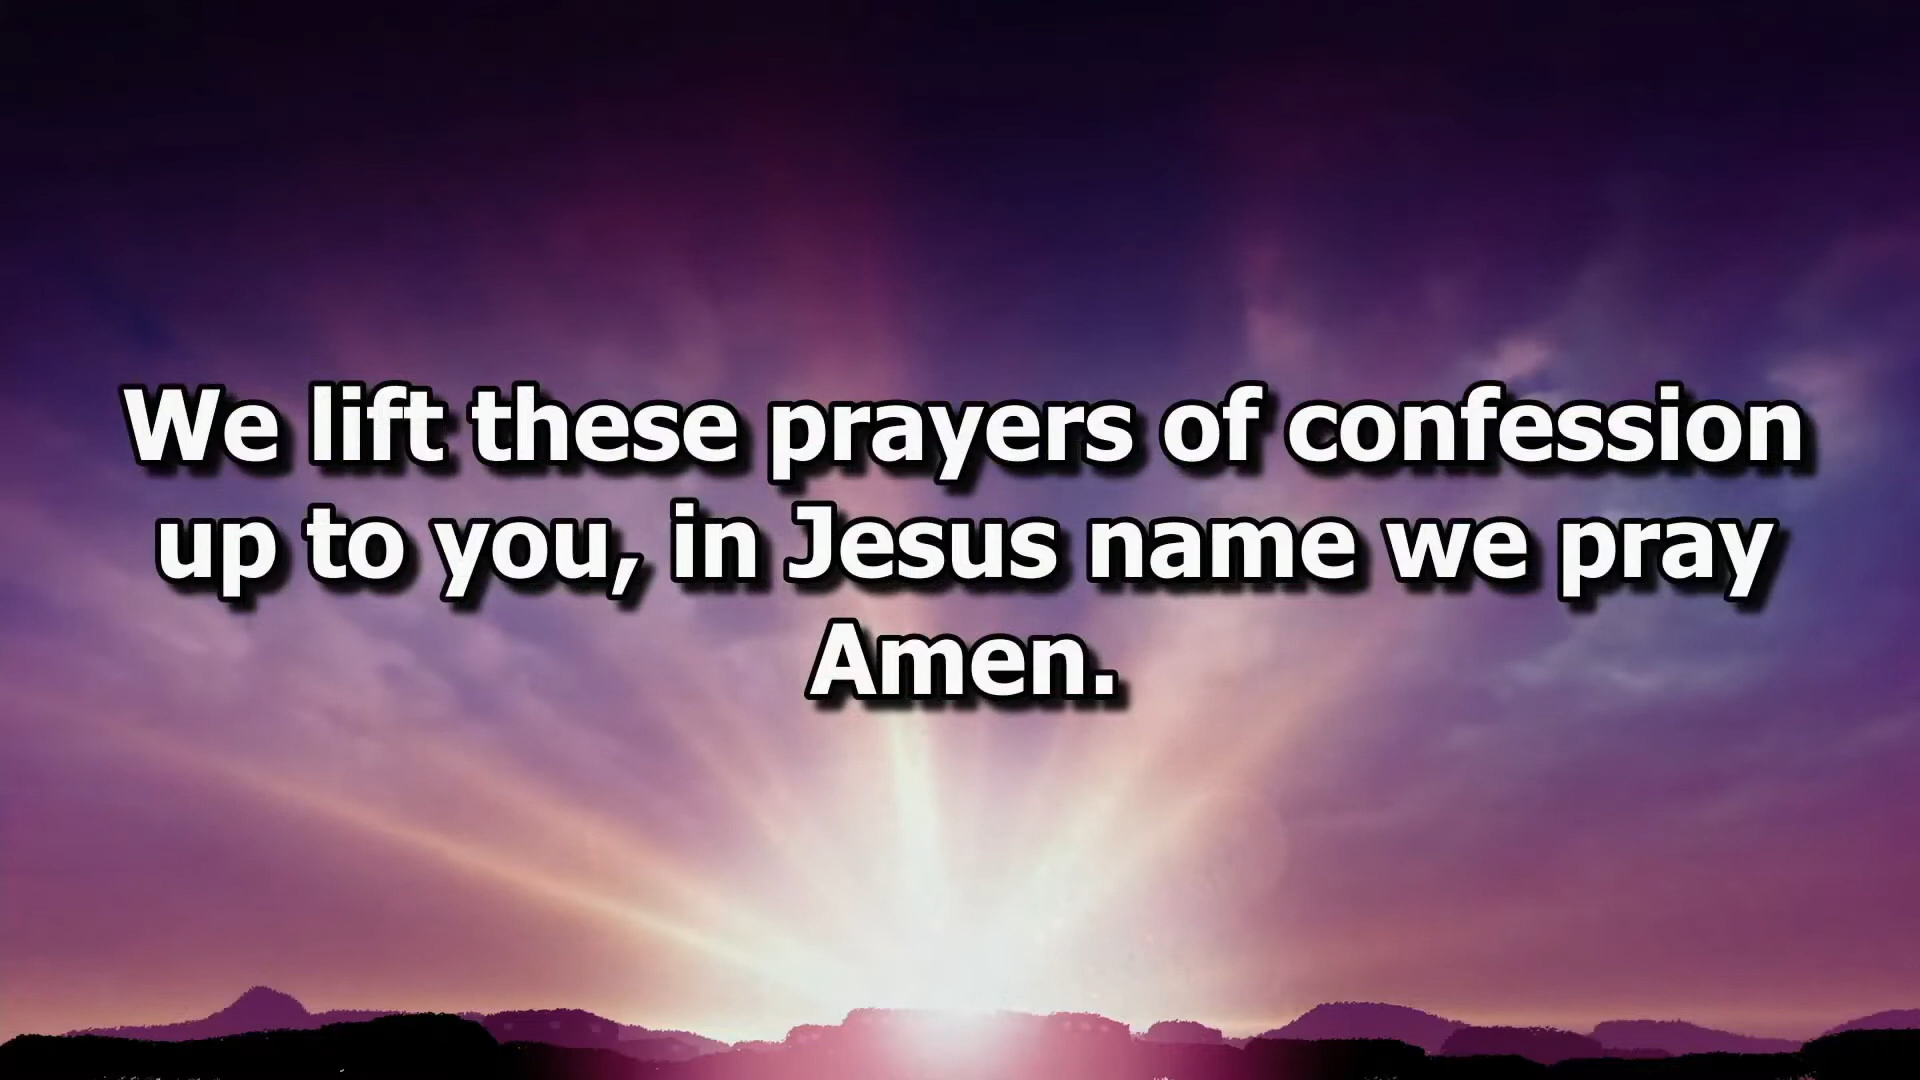 We lift these prayers of confession
up to you, in Jesus name we pray
Amen.